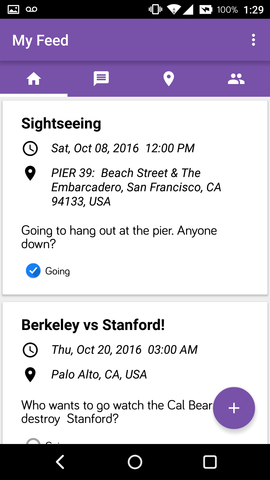 100% 1:29
My Feed
Sightseeing
Sat, Oct 08, 2016 12:00 PM
PIER 39: Beach Street & The
Embarcadero, San Francisco, CA
94133, USA
Going to hang out at the pier. Anyone
down?
Going
Berkeley vs Stanford!
Thu, Oct 20, 2016 03:00 AM
Palo Alto, CA, USA
Who wants to go watch the Cal Bear
destroy Stanford?